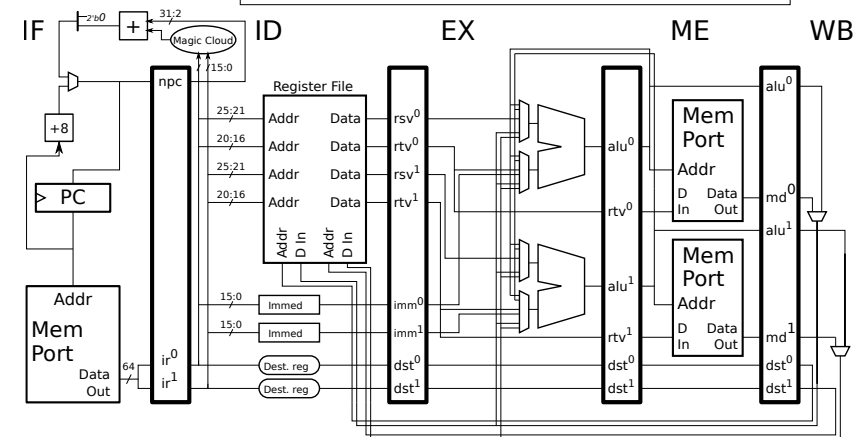 IF
ID
EX
ME
WB
2'b0
+
31:2
Magic Cloud
15:0
npc
+8
PC
Addr
Mem
Port
Data
Out
64
ir0
ir1
Register File
25:21
Addr
Data
20:16
Addr
Data
25:21
Addr
Data
20:16
Addr
Data
Addr
D In
Addr
D In
15:0
Immed
15:0
Immed
Dest. reg
Dest. reg
rsv0
rtv0
rsv1
rtv1
imm0
imm1
dst0
dst1
alu0
rtv0
alu1
rtv1
dst0
dst1
Mem
Port
Addr
D
In
Data
Out
Mem
Port
Addr
D
In
Data
Out
alu0
md0
alu1
md1
dst0
dst1